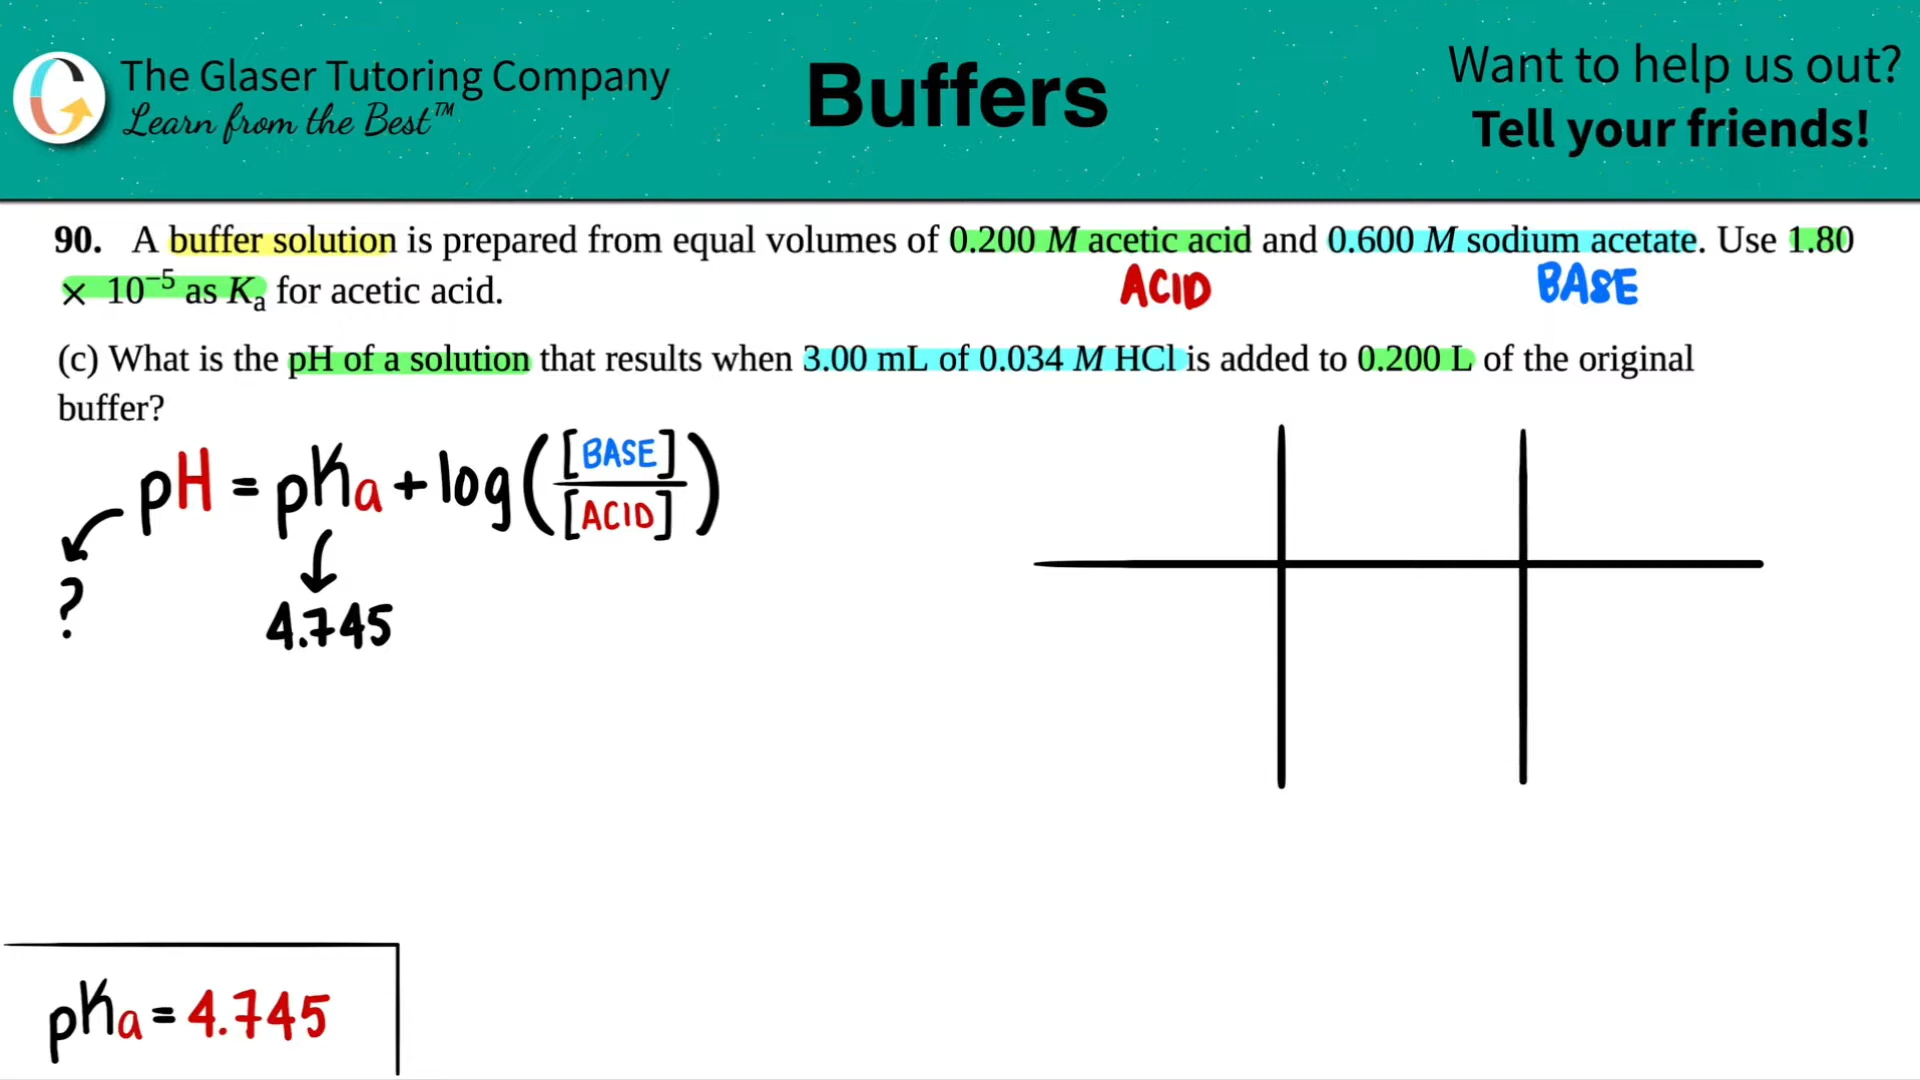 The Glaser Tutoring Company
Learn from the Best™
Buffers
Want to help us out?
Tell your friends!
90. A buffer solution is prepared from equal volumes of 0.200 M acetic acid and 0.600 M sodium acetate. Use 1.80
× 10⁻⁵ as Kₐ for acetic acid.
ACID
BASE
(c) What is the pH of a solution that results when 3.00 mL of 0.034 M HCl is added to 0.200 L of the original
buffer?
pH = pKa + log([BASE]/[ACID])
?
4.745
pKa = 4.745